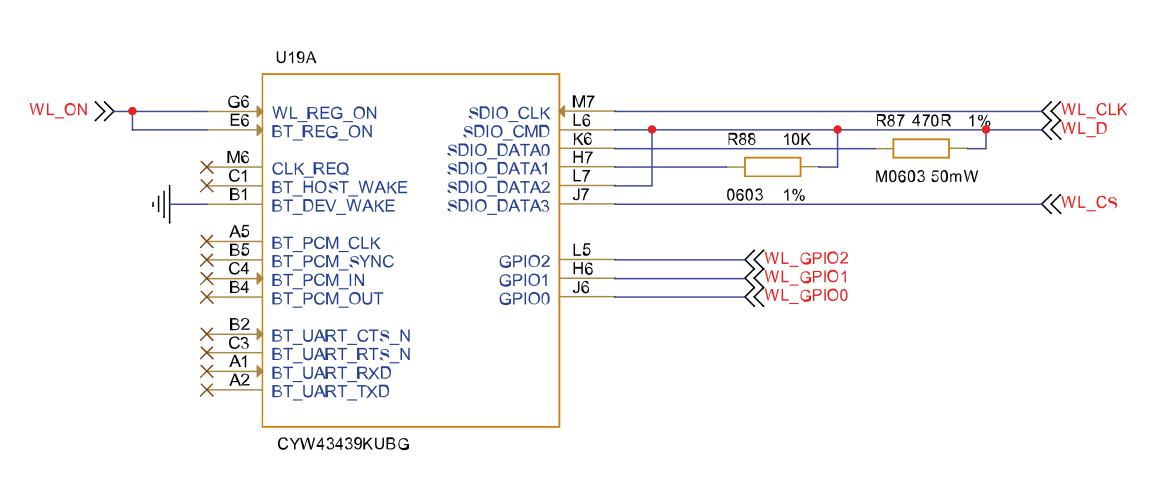 U19A
WL_ON
G6 WL_REG_ON
E6 BT_REG_ON
M6 CLK_REQ
C1 BT_HOST_WAKE
B1 BT_DEV_WAKE
A5 BT_PCM_CLK
B5 BT_PCM_SYNC
C4 BT_PCM_IN
B4 BT_PCM_OUT
B2 BT_UART_CTS_N
C3 BT_UART_RTS_N
A1 BT_UART_RXD
A2 BT_UART_TXD
SDIO_CLK M7 WL_CLK
SDIO_CMD L6 WL_D
SDIO_DATA0 K6
SDIO_DATA1 H7
SDIO_DATA2 L7
SDIO_DATA3 J7 WL_CS
R87 470R 1%
M0603 50mW
R88 10K
0603 1%
GPIO2 L5 WL_GPIO2
GPIO1 H6 WL_GPIO1
GPIO0 J6 WL_GPIO0
CYW43439KUBG